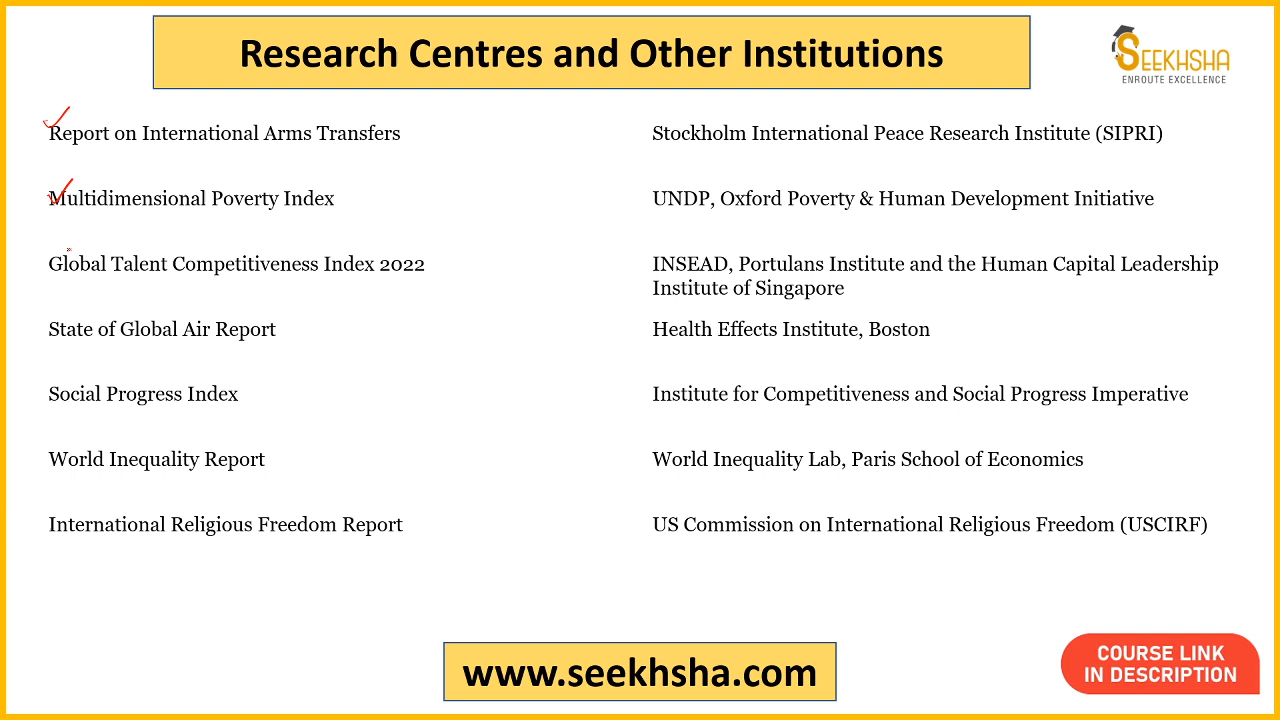 Research Centres and Other Institutions
SEEKHSHA
ENROUTE EXCELLENCE
Report on International Arms Transfers
Stockholm International Peace Research Institute (SIPRI)
Multidimensional Poverty Index
UNDP, Oxford Poverty & Human Development Initiative
Global Talent Competitiveness Index 2022
INSEAD, Portulans Institute and the Human Capital Leadership
Institute of Singapore
State of Global Air Report
Health Effects Institute, Boston
Social Progress Index
Institute for Competitiveness and Social Progress Imperative
World Inequality Report
World Inequality Lab, Paris School of Economics
International Religious Freedom Report
US Commission on International Religious Freedom (USCIRF)
www.seekhsha.com
COURSE LINK
IN DESCRIPTION